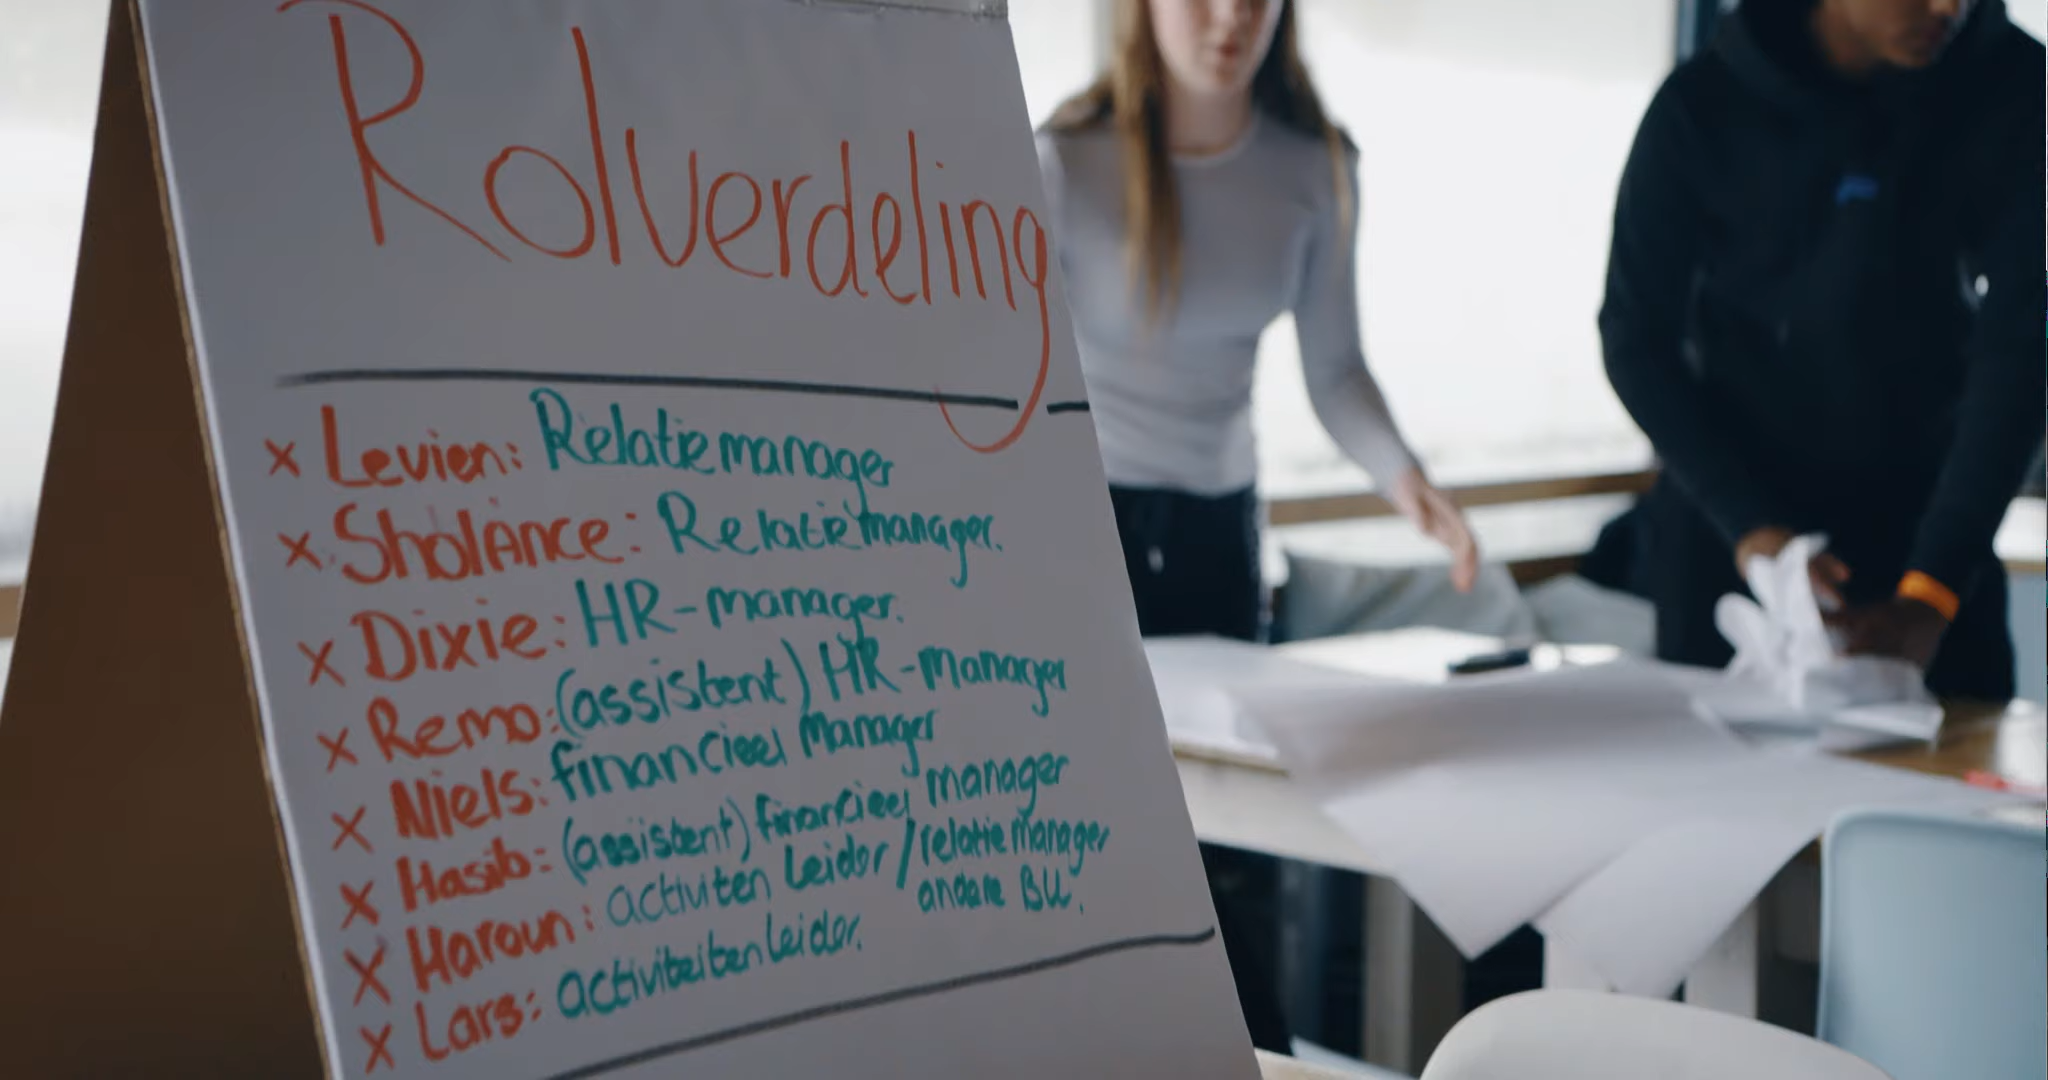 Rolverdeling
x Levien: Relatiemanager
x Sholance: Relatiemanager.
x Dixie: HR-manager.
x Remo: (assistent) HR-manager
x Niels: financieel manager
x Hasib: (assistent) financieel manager
x Haroun: activiten leider / relatiemanager
andere BU.
x Lars: activiteitenleider.